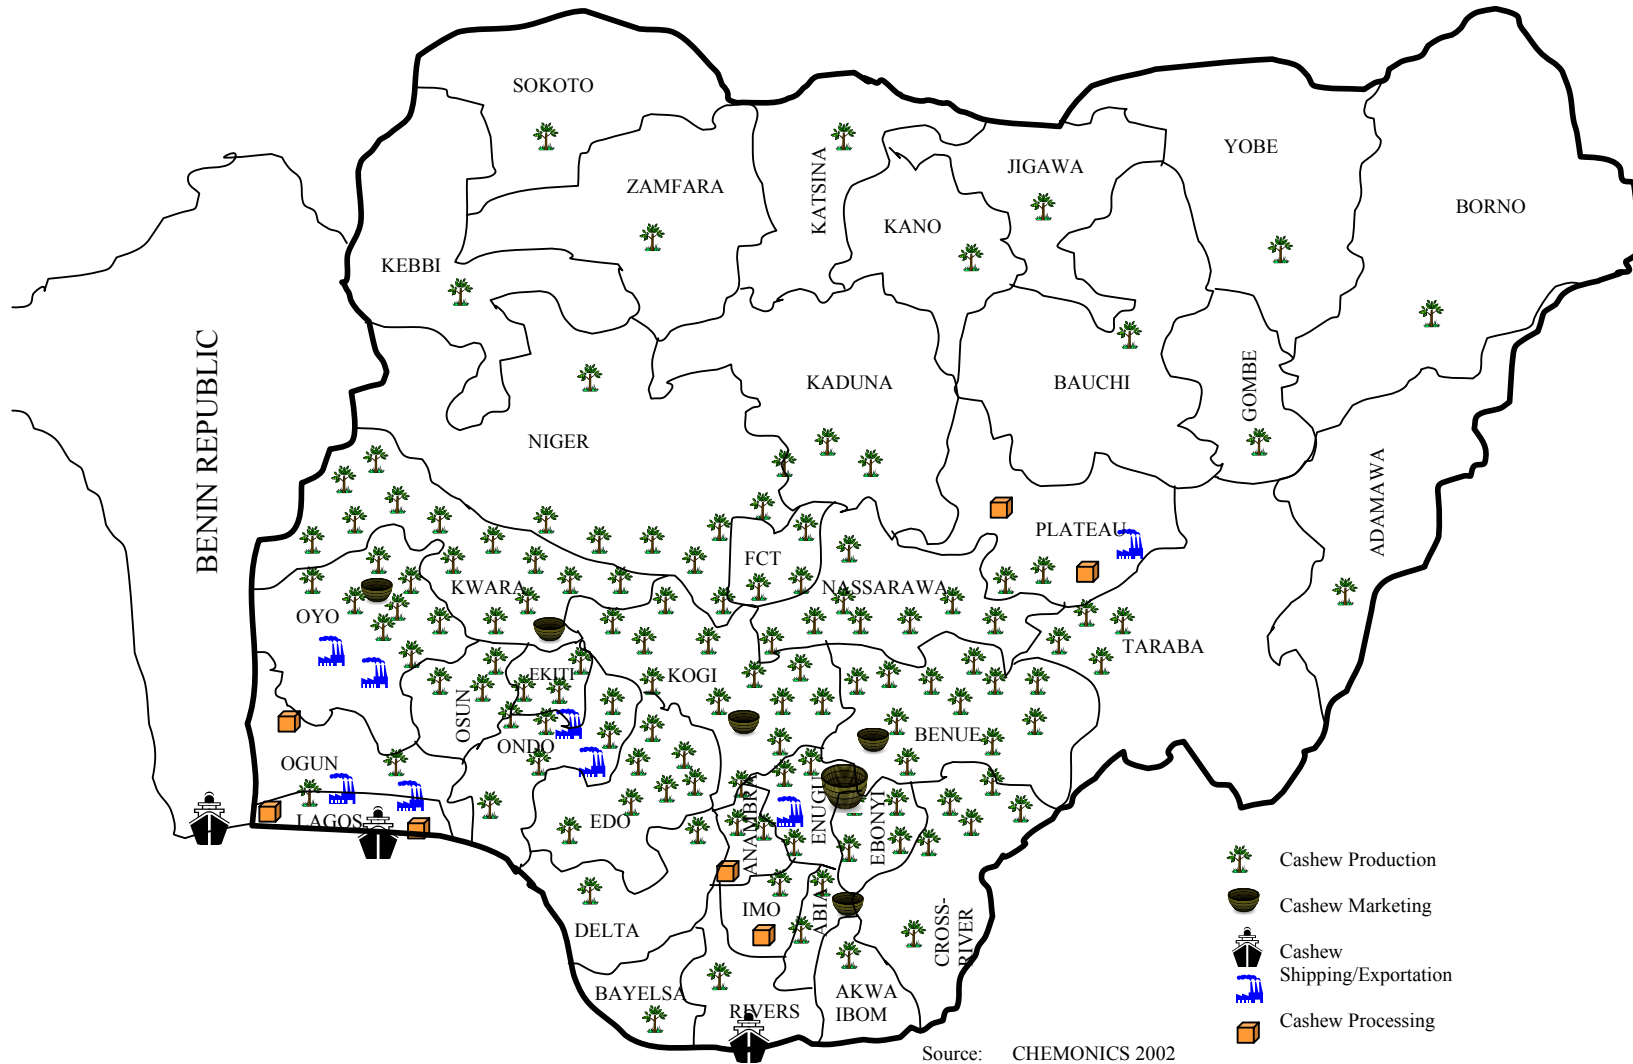 SOKOTO
YOBE
KATSINA
JIGAWA
ZAMFARA
BORNO
KANO
KEBBI
BENIN REPUBLIC
KADUNA
BAUCHI
GOMBE
NIGER
ADAMAWA
PLATEAU
FCT
KWARA
NASSARAWA
OYO
TARABA
EKITI
KOGI
OSUN
ONDO
BENUE
OGUN
LAGOS
EDO
ANAMBRA
ENUGU
EBONYI
Cashew Production
IMO
ABIA
Cashew Marketing
DELTA
CROSS-
RIVER
Cashew
Shipping/Exportation
BAYELSA
RIVERS
AKWA
IBOM
Cashew Processing
Source: CHEMONICS 2002